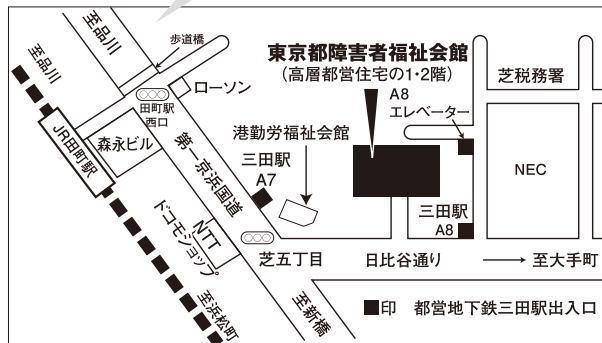 至品川
至品川
歩道橋
ローソン
田町駅
西口
JR田町駅
森永ビル
第一京浜国道
三田駅
A7
港勤労福祉会館
東京都障害者福祉会館
(高層都営住宅の1・2階)
A8
エレベーター
芝税務署
NEC
三田駅
A8
ドコモショップ
NTT
芝五丁目
日比谷通り
至大手町
至浜松町
至新橋
■印 都営地下鉄三田駅出入口